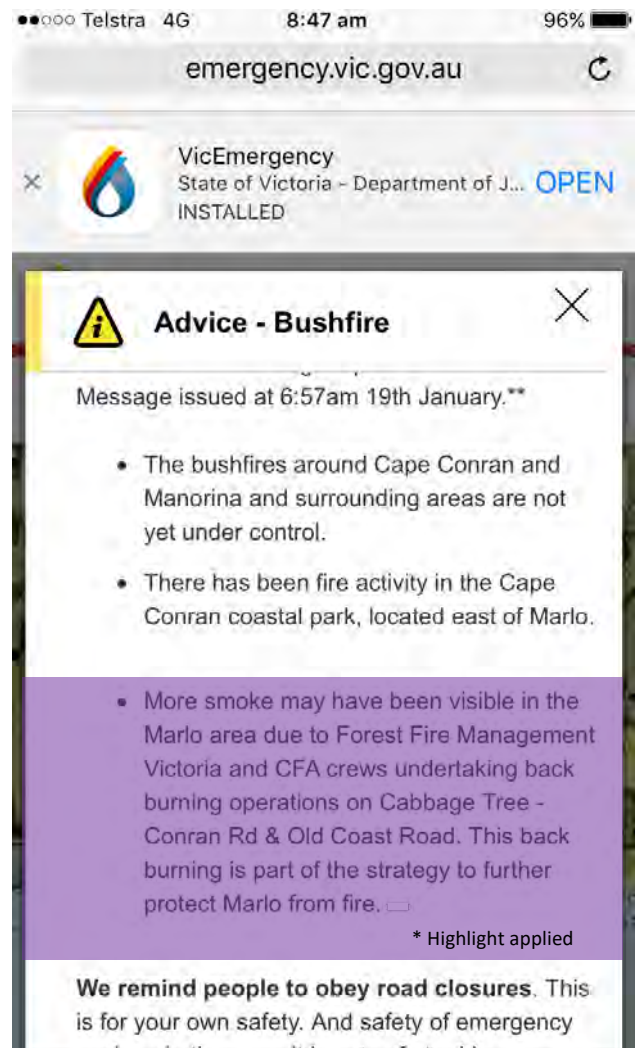 Telstra 4G 8:47 am 96%
emergency.vic.gov.au
VicEmergency
State of Victoria - Department of J... OPEN
INSTALLED
Advice - Bushfire
Message issued at 6:57am 19th January.**
• The bushfires around Cape Conran and
Manorina and surrounding areas are not
yet under control.
• There has been fire activity in the Cape
Conran coastal park, located east of Marlo.
• More smoke may have been visible in the
Marlo area due to Forest Fire Management
Victoria and CFA crews undertaking back
burning operations on Cabbage Tree -
Conran Rd & Old Coast Road. This back
burning is part of the strategy to further
protect Marlo from fire.
* Highlight applied
We remind people to obey road closures. This
is for your own safety. And safety of emergency